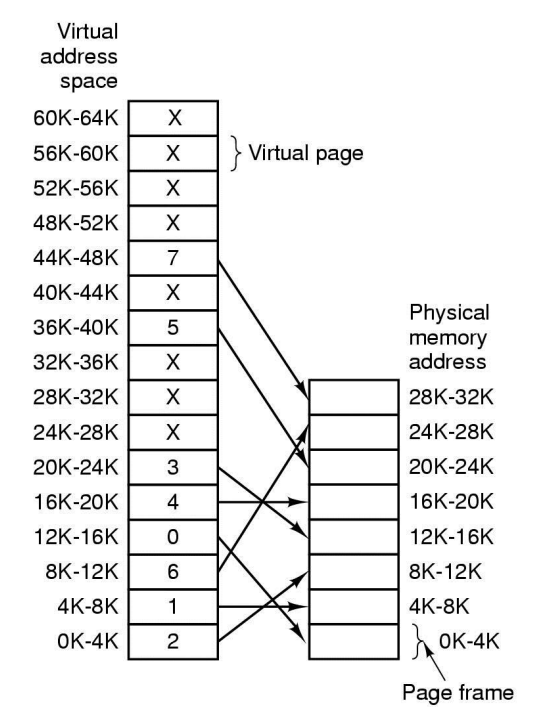 Virtual
address
space
60K-64K X
56K-60K X Virtual page
52K-56K X
48K-52K X
44K-48K 7
40K-44K X
36K-40K 5
32K-36K X
28K-32K X
24K-28K X
20K-24K 3
16K-20K 4
12K-16K 0
8K-12K 6
4K-8K 1
0K-4K 2
Physical
memory
address
28K-32K
24K-28K
20K-24K
16K-20K
12K-16K
8K-12K
4K-8K
0K-4K
Page frame